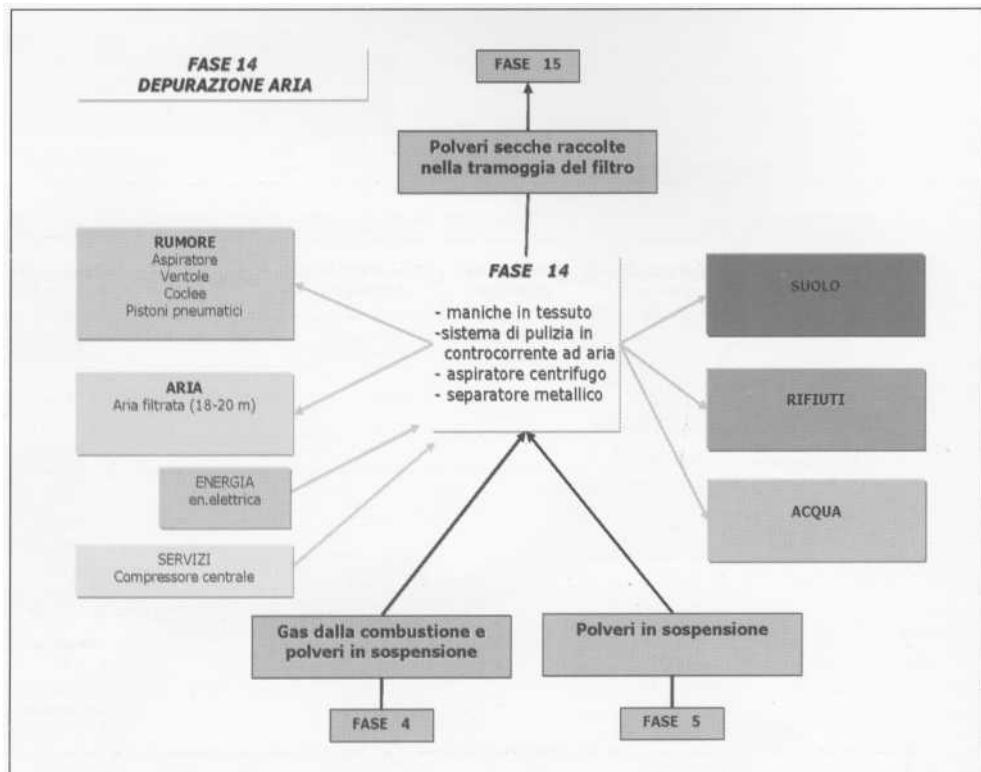 FASE 14
DEPURAZIONE ARIA
FASE 15
Polveri secche raccolte
nella tramoggia del filtro
RUMORE
Aspiratore
Ventole
Coclee
Pistoni pneumatici
FASE 14
- maniche in tessuto
-sistema di pulizia in
controcorrente ad aria
- aspiratore centrifugo
- separatore metallico
SUOLO
ARIA
Aria filtrata (18-20 m)
RIFIUTI
ENERGIA
en.elettrica
ACQUA
SERVIZI
Compressore centrale
Gas dalla combustione e
polveri in sospensione
Polveri in sospensione
FASE 4
FASE 5